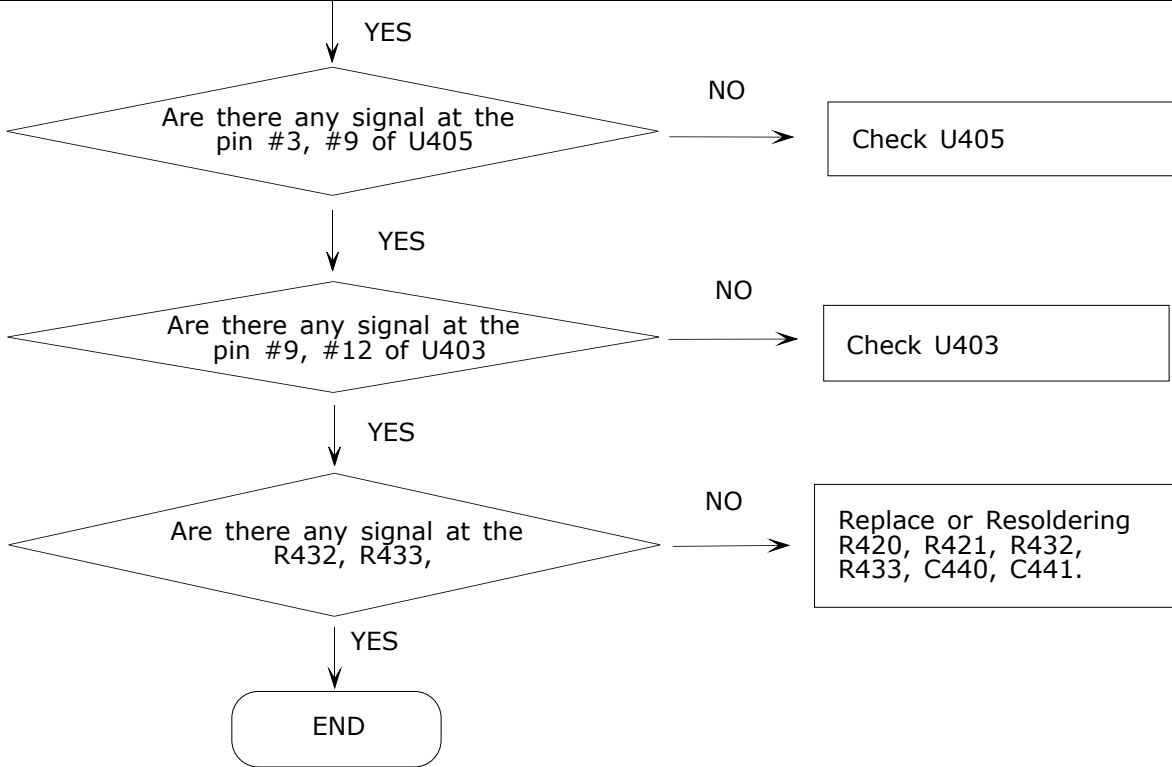 YES
Are there any signal at the
pin #3, #9 of U405
NO
Check U405
YES
Are there any signal at the
pin #9, #12 of U403
NO
Check U403
YES
Are there any signal at the
R432, R433,
NO
Replace or Resoldering
R420, R421, R432,
R433, C440, C441.
YES
END